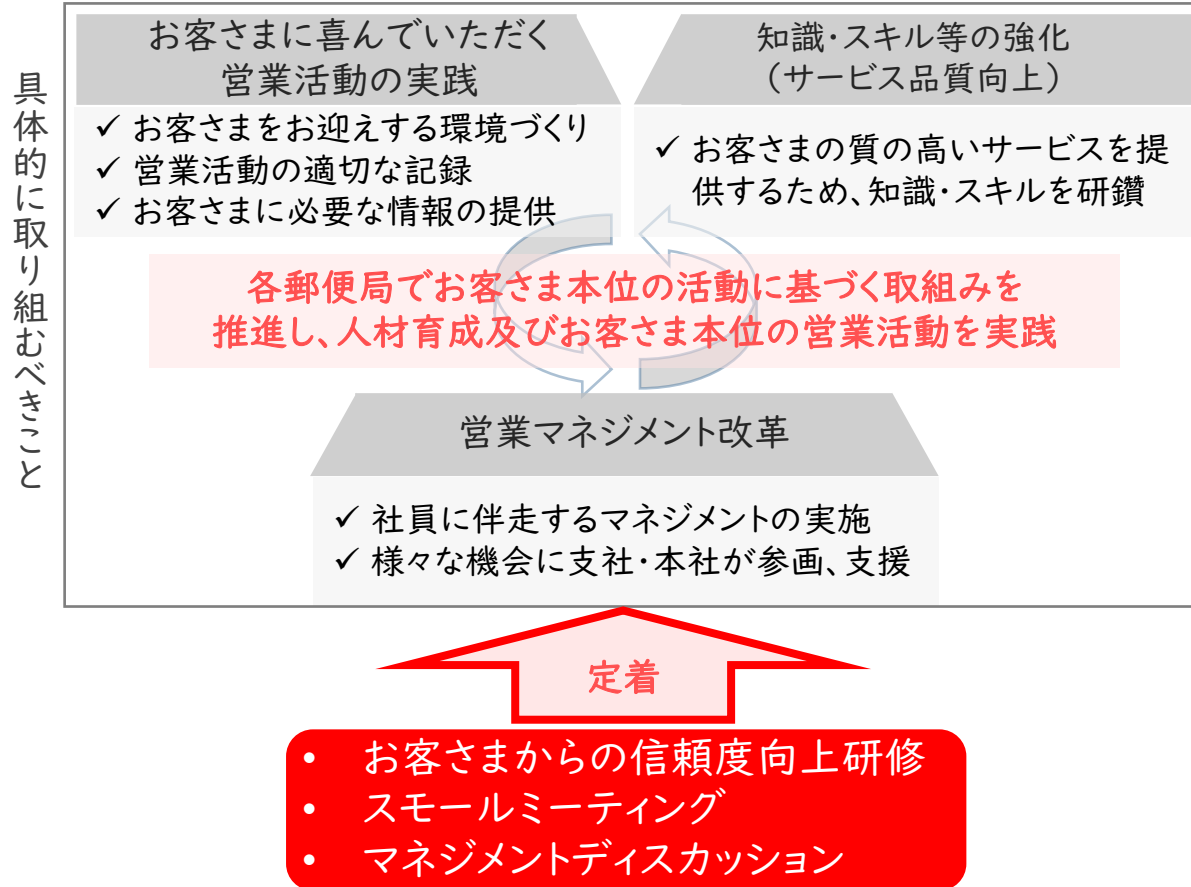 具体的に取り組むべきこと
お客さまに喜んでいただく
営業活動の実践
✓ お客さまをお迎えする環境づくり
✓ 営業活動の適切な記録
✓ お客さまに必要な情報の提供
知識・スキル等の強化
（サービス品質向上）
✓ お客さまの質の高いサービスを提
供するため、知識・スキルを研鑽
各郵便局でお客さま本位の活動に基づく取組みを
推進し、人材育成及びお客さま本位の営業活動を実践
営業マネジメント改革
✓ 社員に伴走するマネジメントの実施
✓ 様々な機会に支社・本社が参画、支援
定着
• お客さまからの信頼度向上研修
• スモールミーティング
• マネジメントディスカッション